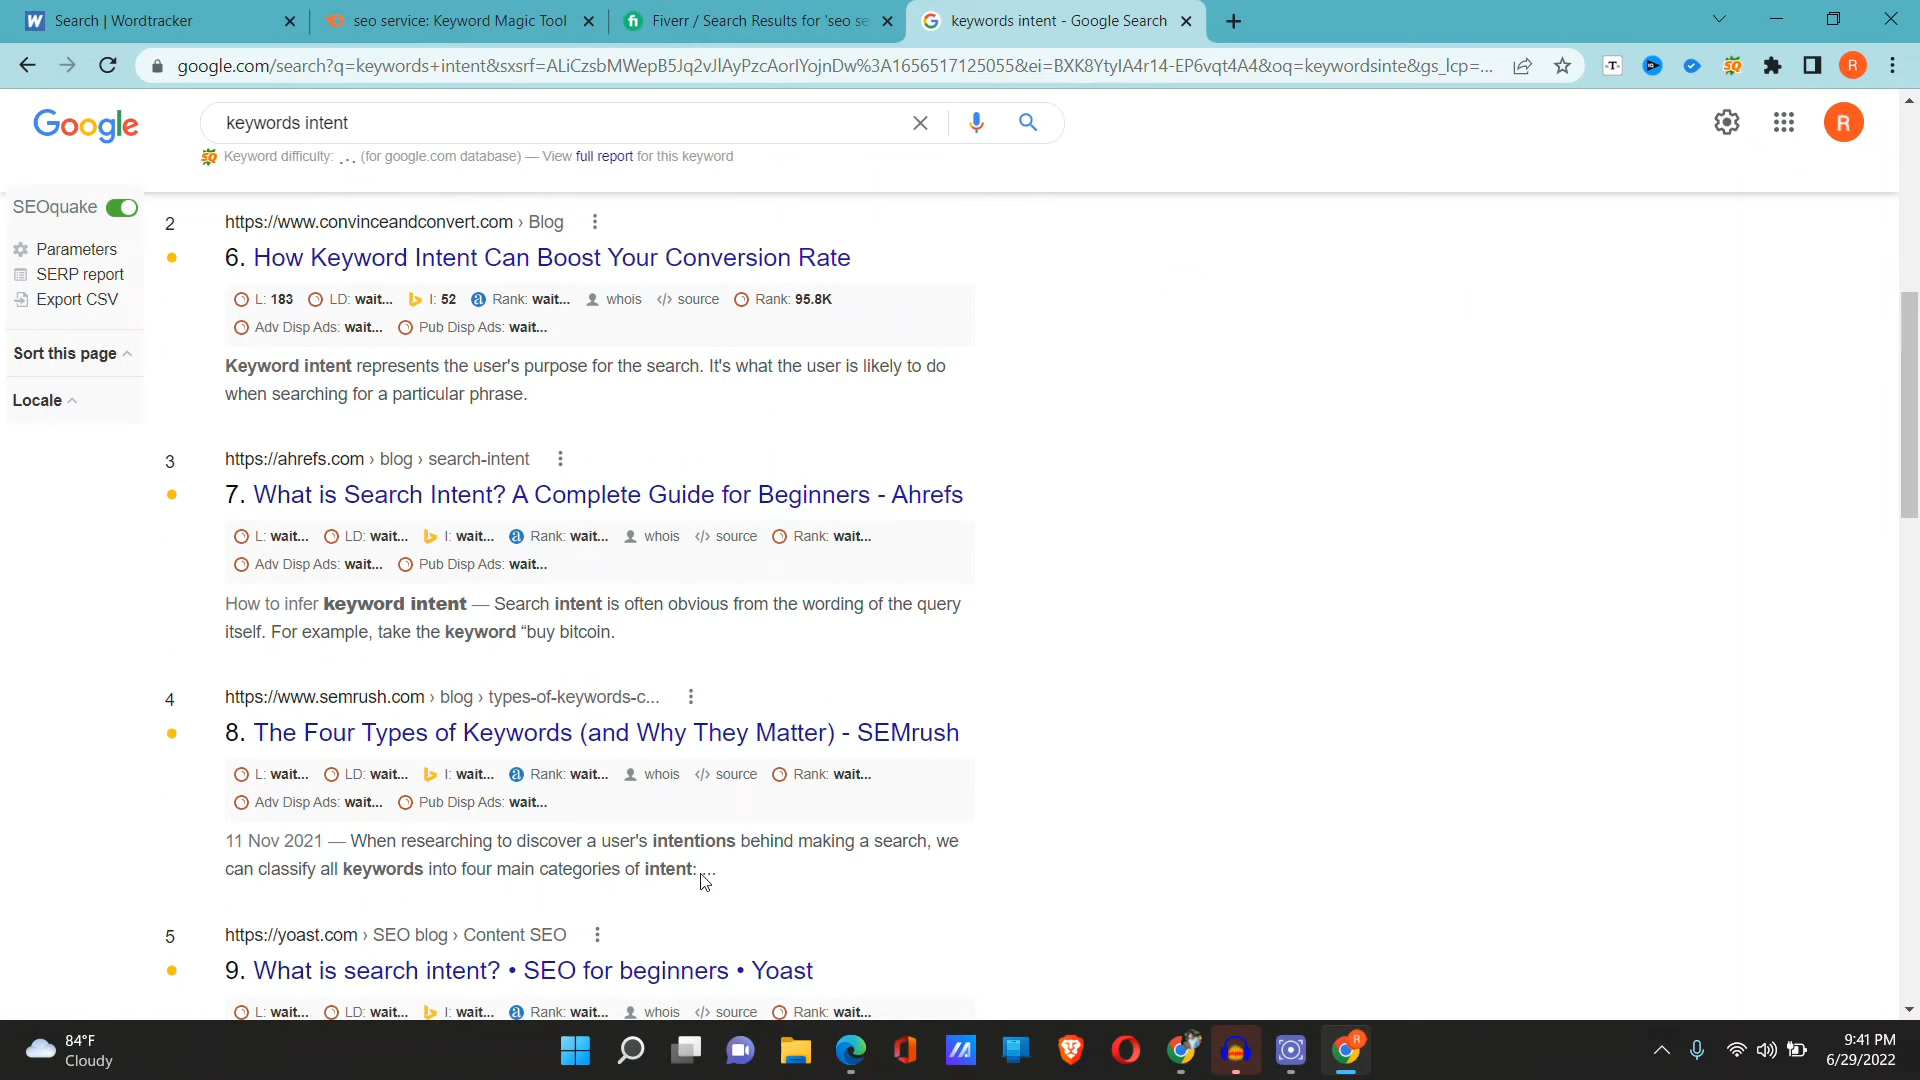 Search | Wordtracker
seo service: Keyword Magic Tool
Fiverr / Search Results for 'seo se
keywords intent - Google Search
google.com/search?q=keywords+intent&sxsrf=ALiCzsbMWepB5Jq2vJlAyPzcAorIYojnDw%3A1656517125055&ei=BXK8YtyIA4r14-EP6vqt4A4&oq=keywordsinte&gs_lcp=...
Google
keywords intent
R
Keyword difficulty: ... (for google.com database) — View full report for this keyword
SEOquake
Parameters
SERP report
Export CSV
Sort this page
Locale
2
https://www.convinceandconvert.com › Blog
6. How Keyword Intent Can Boost Your Conversion Rate
L: 183 LD: wait... I: 52 Rank: wait... whois source Rank: 95.8K
Adv Disp Ads: wait... Pub Disp Ads: wait...
Keyword intent represents the user's purpose for the search. It's what the user is likely to do
when searching for a particular phrase.
3
https://ahrefs.com › blog › search-intent
7. What is Search Intent? A Complete Guide for Beginners - Ahrefs
L: wait... LD: wait... I: wait... Rank: wait... whois source Rank: wait...
Adv Disp Ads: wait... Pub Disp Ads: wait...
How to infer keyword intent — Search intent is often obvious from the wording of the query
itself. For example, take the keyword “buy bitcoin.
4
https://www.semrush.com › blog › types-of-keywords-c...
8. The Four Types of Keywords (and Why They Matter) - SEMrush
L: wait... LD: wait... I: wait... Rank: wait... whois source Rank: wait...
Adv Disp Ads: wait... Pub Disp Ads: wait...
11 Nov 2021 — When researching to discover a user's intentions behind making a search, we
can classify all keywords into four main categories of intent: ...
5
https://yoast.com › SEO blog › Content SEO
9. What is search intent? • SEO for beginners • Yoast
L: wait... LD: wait... I: wait... Rank: wait... whois source Rank: wait...
84°F
Cloudy
9:41 PM
6/29/2022